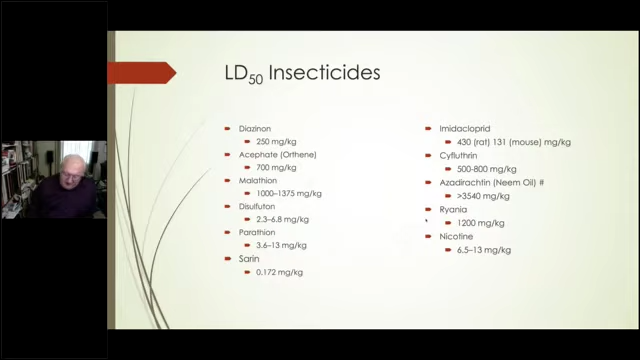 LD50 Insecticides
Diazinon
250 mg/kg
Acephate (Orthene)
700 mg/kg
Malathion
1000–1375 mg/kg
Disulfuton
2.3–6.8 mg/kg
Parathion
3.6–13 mg/kg
Sarin
0.172 mg/kg
Imidacloprid
430 (rat) 131 (mouse) mg/kg
Cyfluthrin
500-800 mg/kg
Azadirachtin (Neem Oil) #
>3540 mg/kg
Ryania
1200 mg/kg
Nicotine
6.5–13 mg/kg